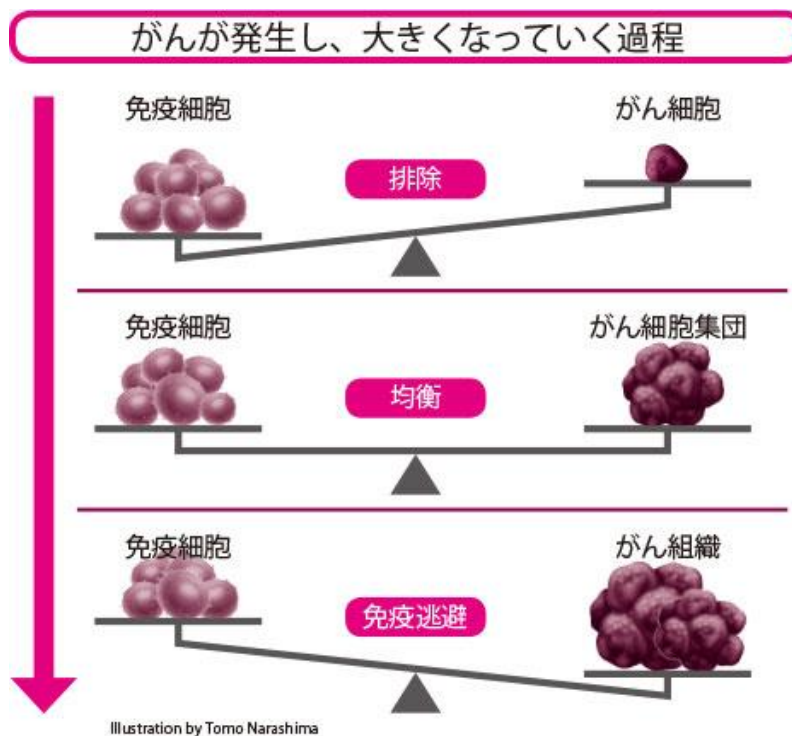 がんが発生し、大きくなっていく過程
免疫細胞
がん細胞
排除
免疫細胞
がん細胞集団
均衡
免疫細胞
がん組織
免疫逃避
Illustration by Tomo Narashima